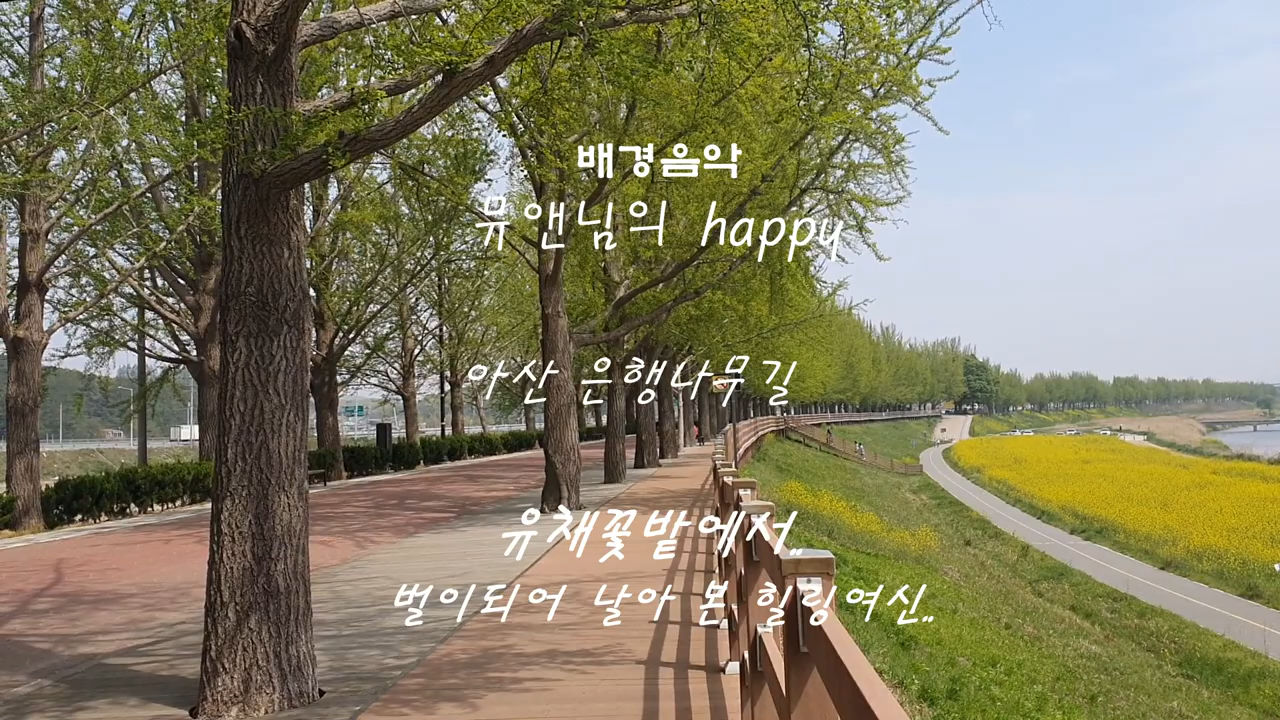 배경음악
뮤앤님의 happy
아산 은행나무길
유채꽃밭에서..
벌이되어 날아 본 힐링여신..